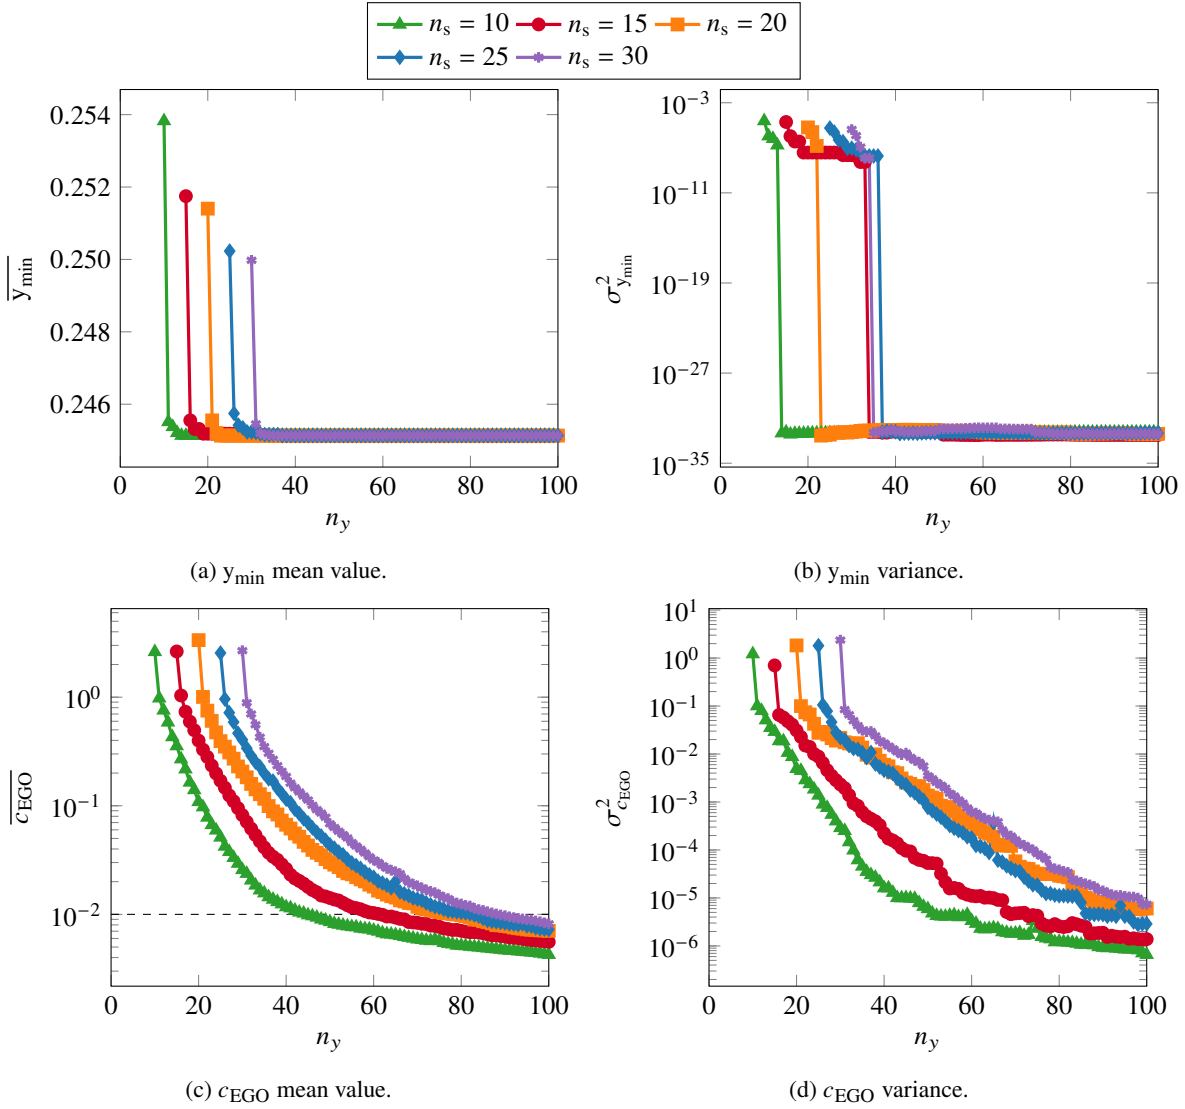 n_s = 10 n_s = 15 n_s = 20
n_s = 25 n_s = 30
0.254
0.252
0.250
0.248
0.246
0 20 40 60 80 100
y_min
n_y
(a) y_min mean value.
10^−3
10^−11
10^−19
10^−27
10^−35
0 20 40 60 80 100
σ²_y_min
n_y
(b) y_min variance.
10^0
10^−1
10^−2
0 20 40 60 80 100
c_EGO
n_y
(c) c_EGO mean value.
10^1
10^0
10^−1
10^−2
10^−3
10^−4
10^−5
10^−6
0 20 40 60 80 100
σ²_c_EGO
n_y
(d) c_EGO variance.